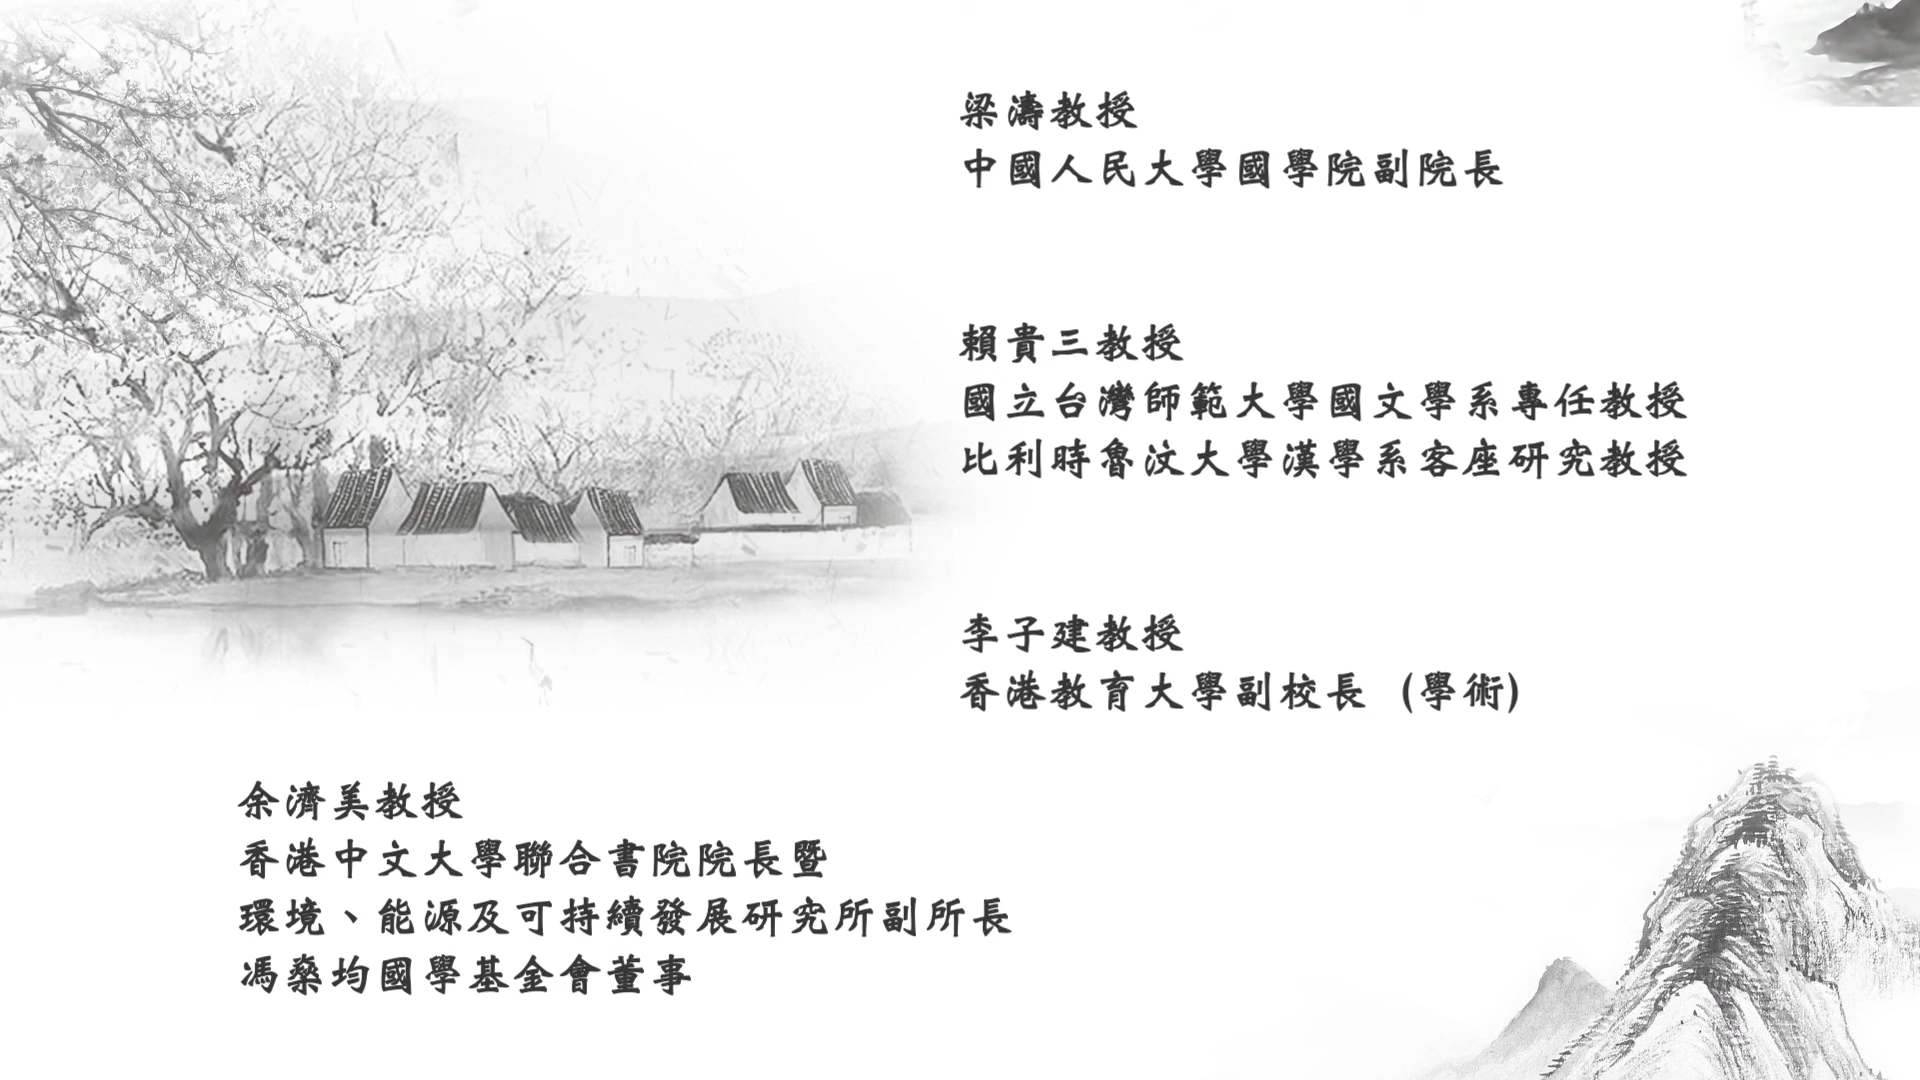 梁濤教授
中國人民大學國學院副院長
賴貴三教授
國立台灣師範大學國文學系專任教授
比利時魯汶大學漢學系客座研究教授
李子建教授
香港教育大學副校長 (學術)
余濟美教授
香港中文大學聯合書院院長暨
環境、能源及可持續發展研究所副所長
馮燊均國學基金會董事